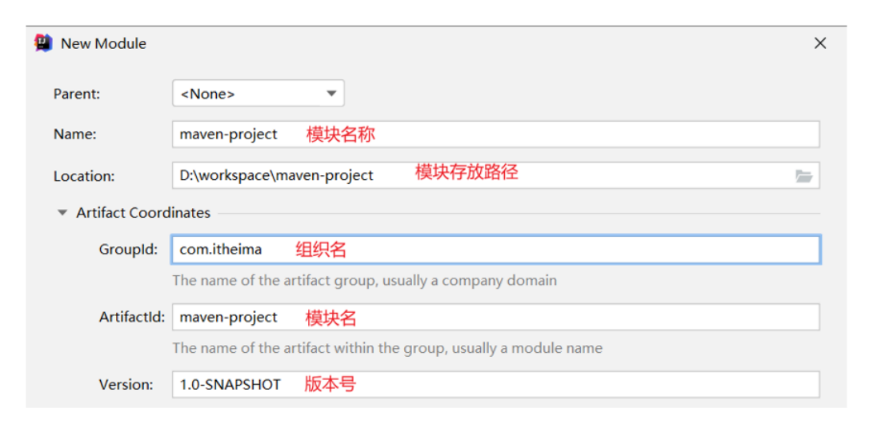 New Module
Parent: <None>
Name: maven-project 模块名称
Location: D:\workspace\maven-project 模块存放路径
Artifact Coordinates
GroupId: com.itheima 组织名
The name of the artifact group, usually a company domain
ArtifactId: maven-project 模块名
The name of the artifact within the group, usually a module name
Version: 1.0-SNAPSHOT 版本号